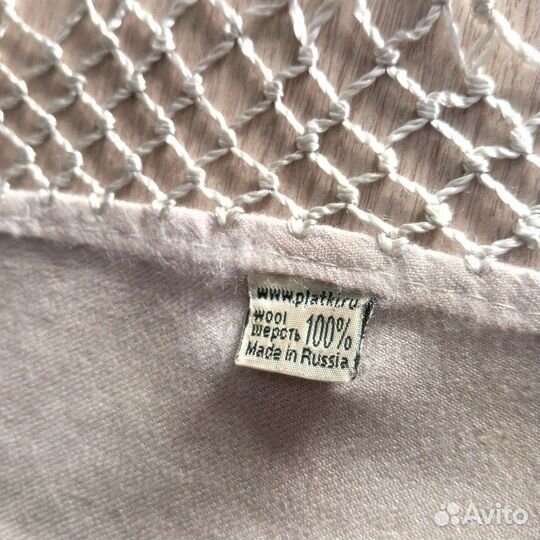 www.platki.ru
wool
шерсть 100%
Made in Russia
Avito